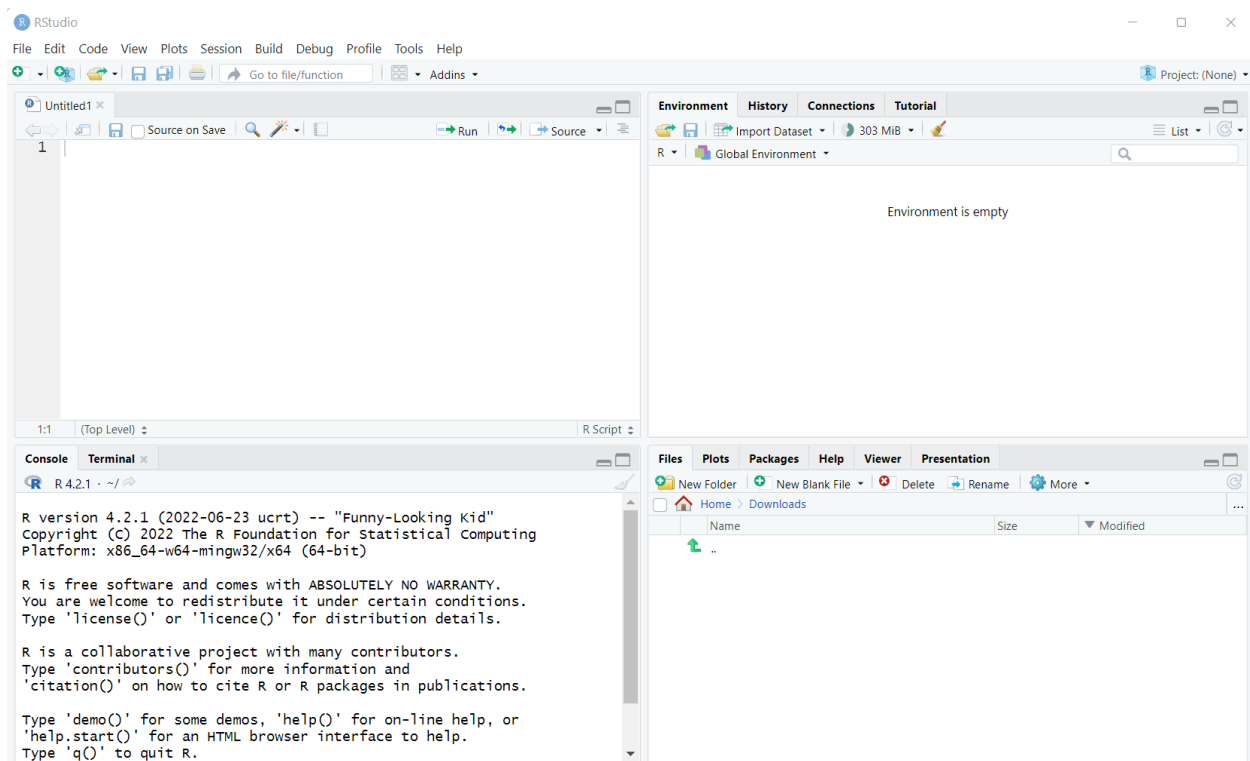 RStudio
File Edit Code View Plots Session Build Debug Profile Tools Help
Go to file/function Addins Project: (None)
Untitled1
Source on Save Run Source
1
1:1 (Top Level) R Script
Environment History Connections Tutorial
Import Dataset 303 MiB List
R Global Environment
Environment is empty
Console Terminal
R 4.2.1 · ~/
R version 4.2.1 (2022-06-23 ucrt) -- "Funny-Looking Kid"
Copyright (C) 2022 The R Foundation for Statistical Computing
Platform: x86_64-w64-mingw32/x64 (64-bit)
R is free software and comes with ABSOLUTELY NO WARRANTY.
You are welcome to redistribute it under certain conditions.
Type 'license()' or 'licence()' for distribution details.
R is a collaborative project with many contributors.
Type 'contributors()' for more information and
'citation()' on how to cite R or R packages in publications.
Type 'demo()' for some demos, 'help()' for on-line help, or
'help.start()' for an HTML browser interface to help.
Type 'q()' to quit R.
Files Plots Packages Help Viewer Presentation
New Folder New Blank File Delete Rename More
Home > Downloads ...
Name Size Modified
..